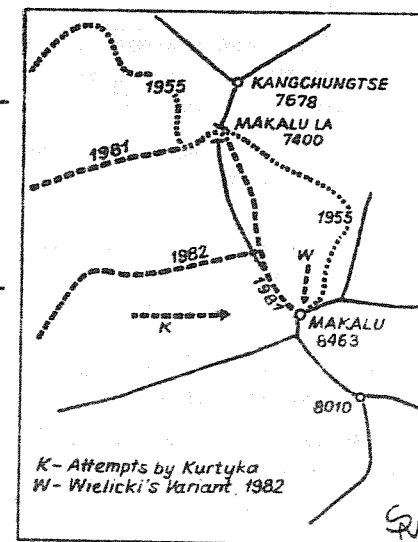 1955
KANGCHUNGTSE
7678
MAKALU LA
7400
1981
1955
1982
W
1981
K
MAKALU
8463
8010
K- Attempts by Kurtyka
W- Wielicki's Variant, 1982